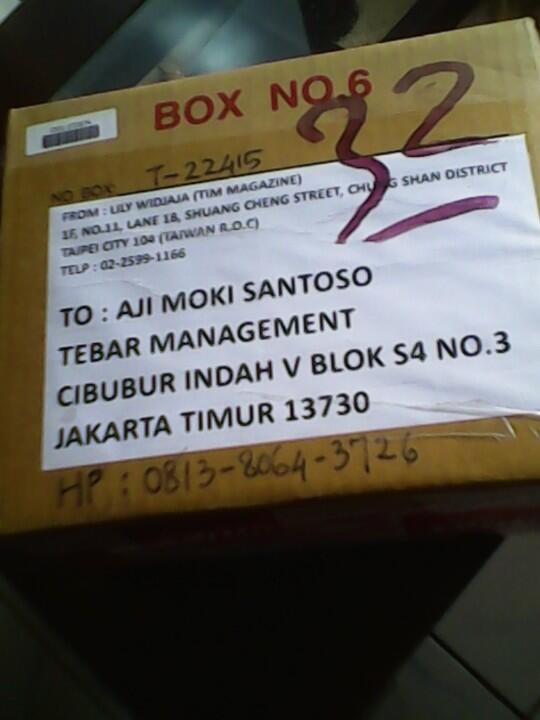 BOX NO.6
32
NO BOX: T-22415
FROM : LILY WIDJAJA (TIM MAGAZINE)
1F, NO.11, LANE 18, SHUANG CHENG STREET, CHUNG SHAN DISTRICT
TAIPEI CITY 104 (TAIWAN R.O.C)
TELP : 02-2599-1166
TO : AJI MOKI SANTOSO
TEBAR MANAGEMENT
CIBUBUR INDAH V BLOK S4 NO.3
JAKARTA TIMUR 13730
HP : 0813-8064-3726